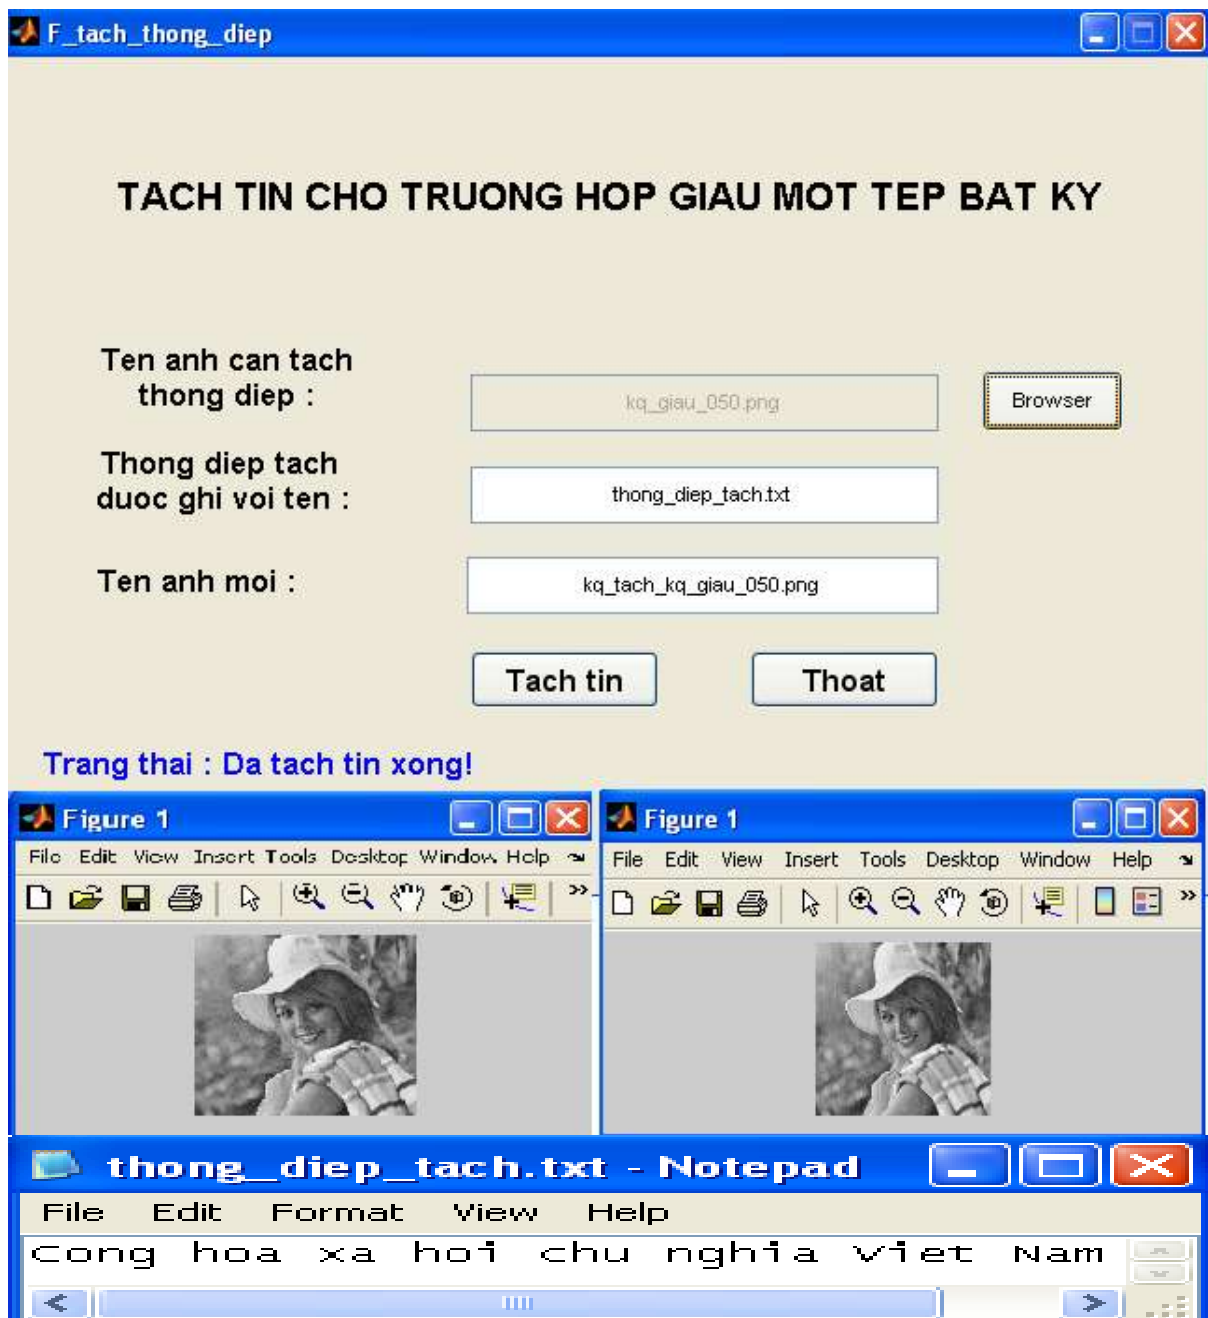 F_tach_thong_diep
TACH TIN CHO TRUONG HOP GIAU MOT TEP BAT KY
Ten anh can tach
thong diep :
kq_giau_050.png
Browser
Thong diep tach
duoc ghi voi ten :
thong_diep_tach.txt
Ten anh moi :
kq_tach_kq_giau_050.png
Tach tin
Thoat
Trang thai : Da tach tin xong!
Figure 1
File Edit View Insert Tools Desktop Window Help
Figure 1
File Edit View Insert Tools Desktop Window Help
thong_diep_tach.txt - Notepad
File Edit Format View Help
Cong hoa xa hoi chu nghia Viet Nam